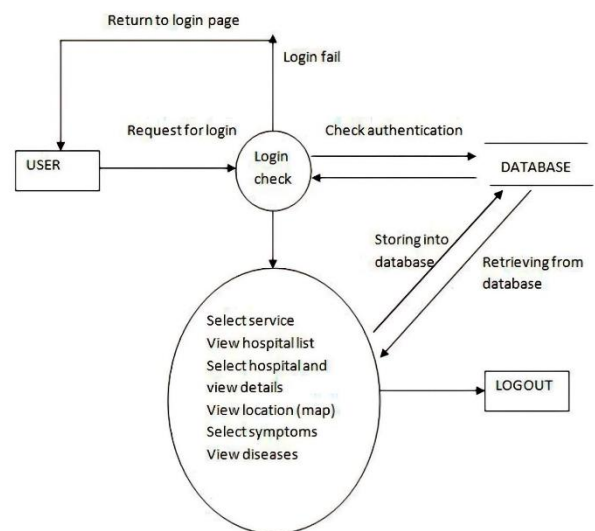 Return to login page
Login fail
Request for login
Check authentication
USER
Login
check
DATABASE
Storing into
database
Retrieving from
database
Select service
View hospital list
Select hospital and
view details
View location (map)
Select symptoms
View diseases
LOGOUT